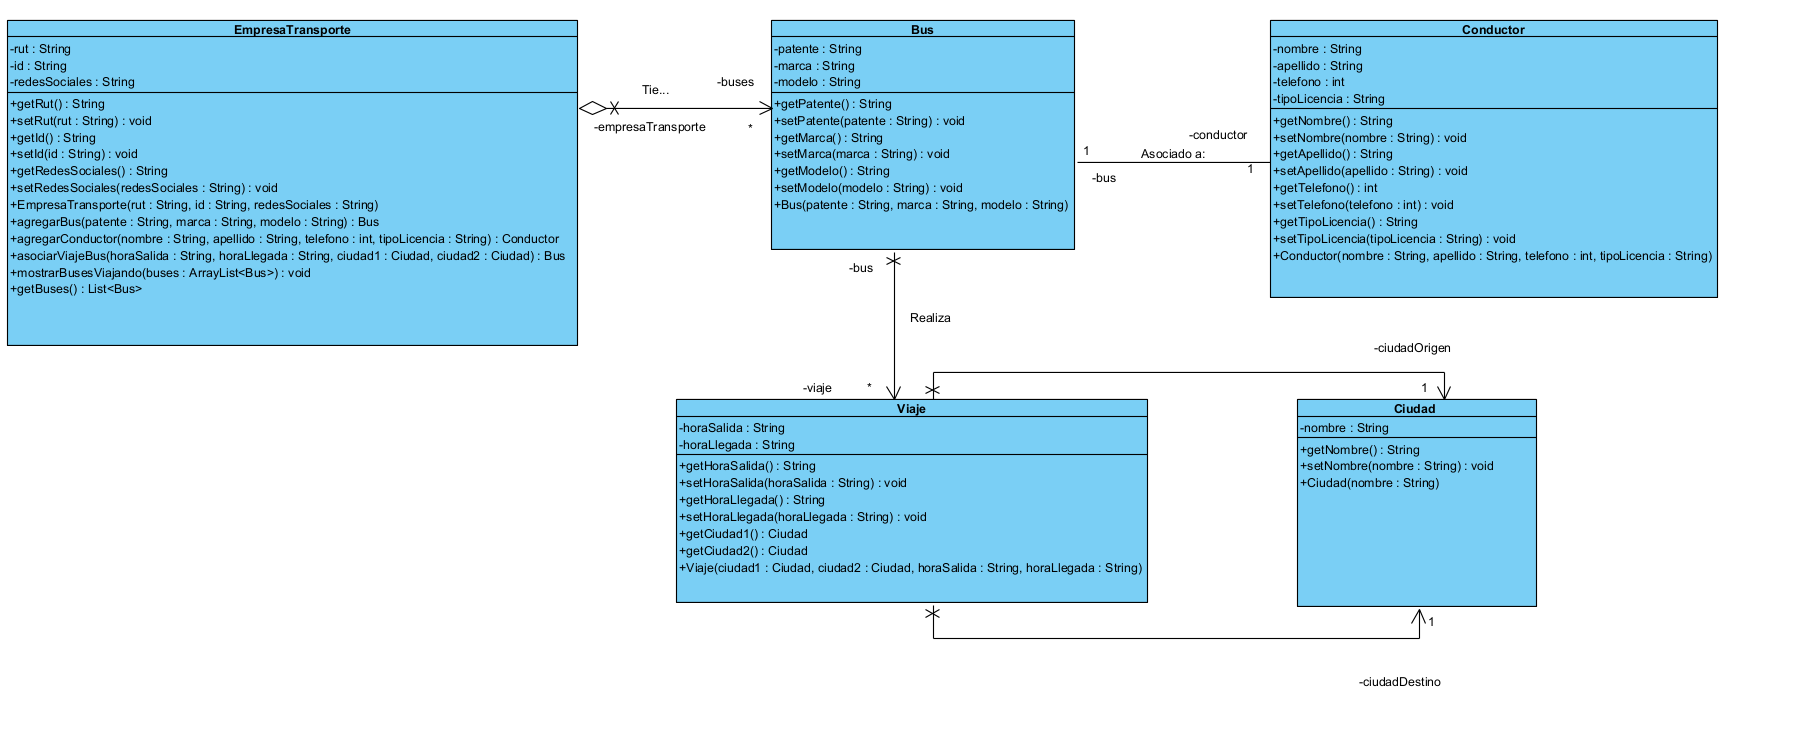 EmpresaTransporte
-rut : String
-id : String
-redesSociales : String
+getRut() : String
+setRut(rut : String) : void
+getId() : String
+setId(id : String) : void
+getRedesSociales() : String
+setRedesSociales(redesSociales : String) : void
+EmpresaTransporte(rut : String, id : String, redesSociales : String)
+agregarBus(patente : String, marca : String, modelo : String) : Bus
+agregarConductor(nombre : String, apellido : String, telefono : int, tipoLicencia : String) : Conductor
+asociarViajeBus(horaSalida : String, horaLlegada : String, ciudad1 : Ciudad, ciudad2 : Ciudad) : Bus
+mostrarBusesViajando(buses : ArrayList<Bus>) : void
+getBuses() : List<Bus>
Tie...
-buses
-empresaTransporte
*
Bus
-patente : String
-marca : String
-modelo : String
+getPatente() : String
+setPatente(patente : String) : void
+getMarca() : String
+setMarca(marca : String) : void
+getModelo() : String
+setModelo(modelo : String) : void
+Bus(patente : String, marca : String, modelo : String)
-conductor
1
Asociado a:
1
-bus
Conductor
-nombre : String
-apellido : String
-telefono : int
-tipoLicencia : String
+getNombre() : String
+setNombre(nombre : String) : void
+getApellido() : String
+setApellido(apellido : String) : void
+getTelefono() : int
+setTelefono(telefono : int) : void
+getTipoLicencia() : String
+setTipoLicencia(tipoLicencia : String) : void
+Conductor(nombre : String, apellido : String, telefono : int, tipoLicencia : String)
-bus
Realiza
-viaje
*
-ciudadOrigen
1
Viaje
-horaSalida : String
-horaLlegada : String
+getHoraSalida() : String
+setHoraSalida(horaSalida : String) : void
+getHoraLlegada() : String
+setHoraLlegada(horaLlegada : String) : void
+getCiudad1() : Ciudad
+getCiudad2() : Ciudad
+Viaje(ciudad1 : Ciudad, ciudad2 : Ciudad, horaSalida : String, horaLlegada : String)
Ciudad
-nombre : String
+getNombre() : String
+setNombre(nombre : String) : void
+Ciudad(nombre : String)
1
-ciudadDestino